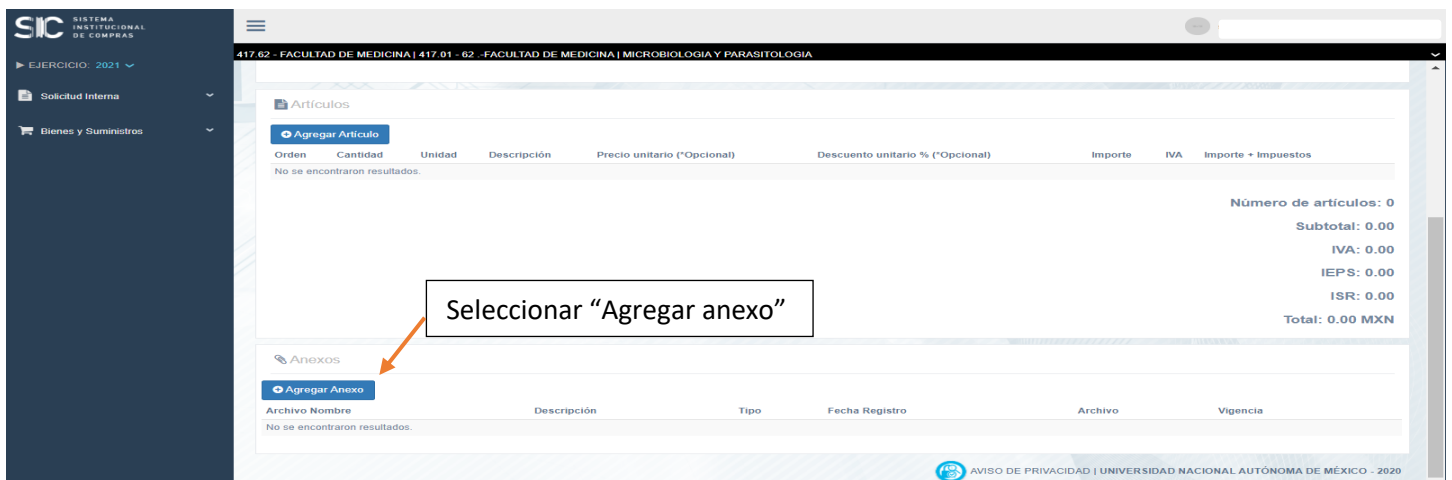 SIC SISTEMA
INSTITUCIONAL
DE COMPRAS
417.62 - FACULTAD DE MEDICINA | 417.01 - 62 .-FACULTAD DE MEDICINA | MICROBIOLOGIA Y PARASITOLOGIA
EJERCICIO: 2021
Solicitud Interna
Bienes y Suministros
Artículos
Agregar Artículo
Orden Cantidad Unidad Descripción Precio unitario (*Opcional) Descuento unitario % (*Opcional) Importe IVA Importe + Impuestos
No se encontraron resultados.
Número de artículos: 0
Subtotal: 0.00
IVA: 0.00
IEPS: 0.00
ISR: 0.00
Total: 0.00 MXN
Seleccionar “Agregar anexo”
Anexos
Agregar Anexo
Archivo Nombre Descripción Tipo Fecha Registro Archivo Vigencia
No se encontraron resultados.
AVISO DE PRIVACIDAD | UNIVERSIDAD NACIONAL AUTÓNOMA DE MÉXICO - 2020